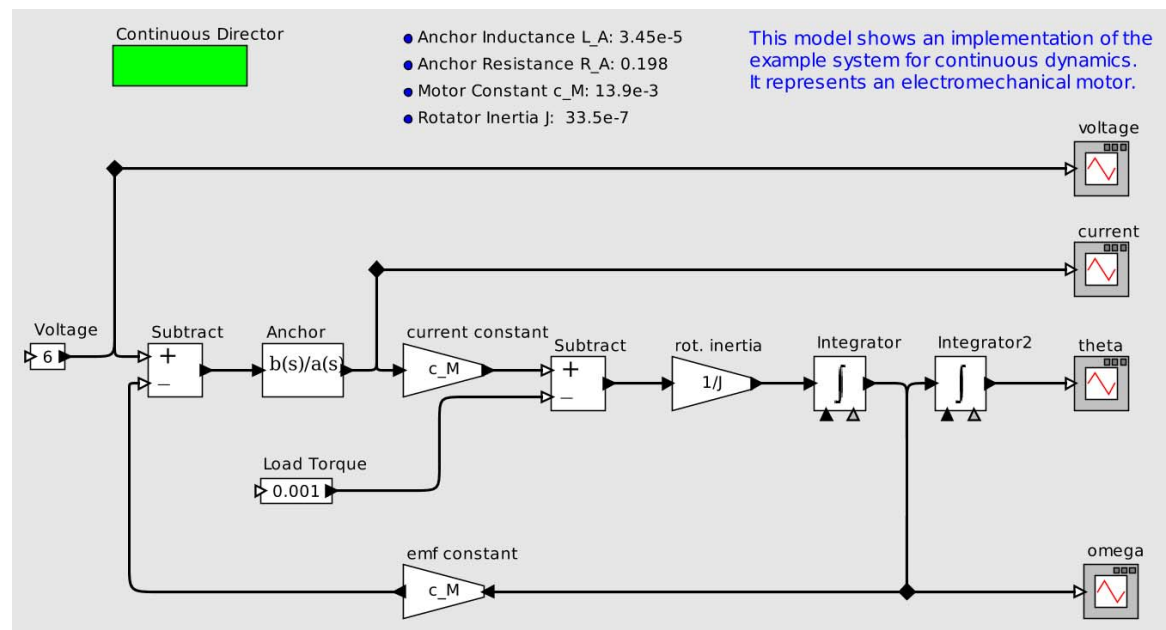 Continuous Director
Anchor Inductance L_A: 3.45e-5
Anchor Resistance R_A: 0.198
Motor Constant c_M: 13.9e-3
Rotator Inertia J: 33.5e-7
This model shows an implementation of the
example system for continuous dynamics.
It represents an electromechanical motor.
voltage
current
Voltage
6
Subtract
+
−
Anchor
b(s)/a(s)
current constant
c_M
Subtract
+
−
rot. inertia
1/J
Integrator
∫
Integrator2
∫
theta
Load Torque
0.001
emf constant
c_M
omega